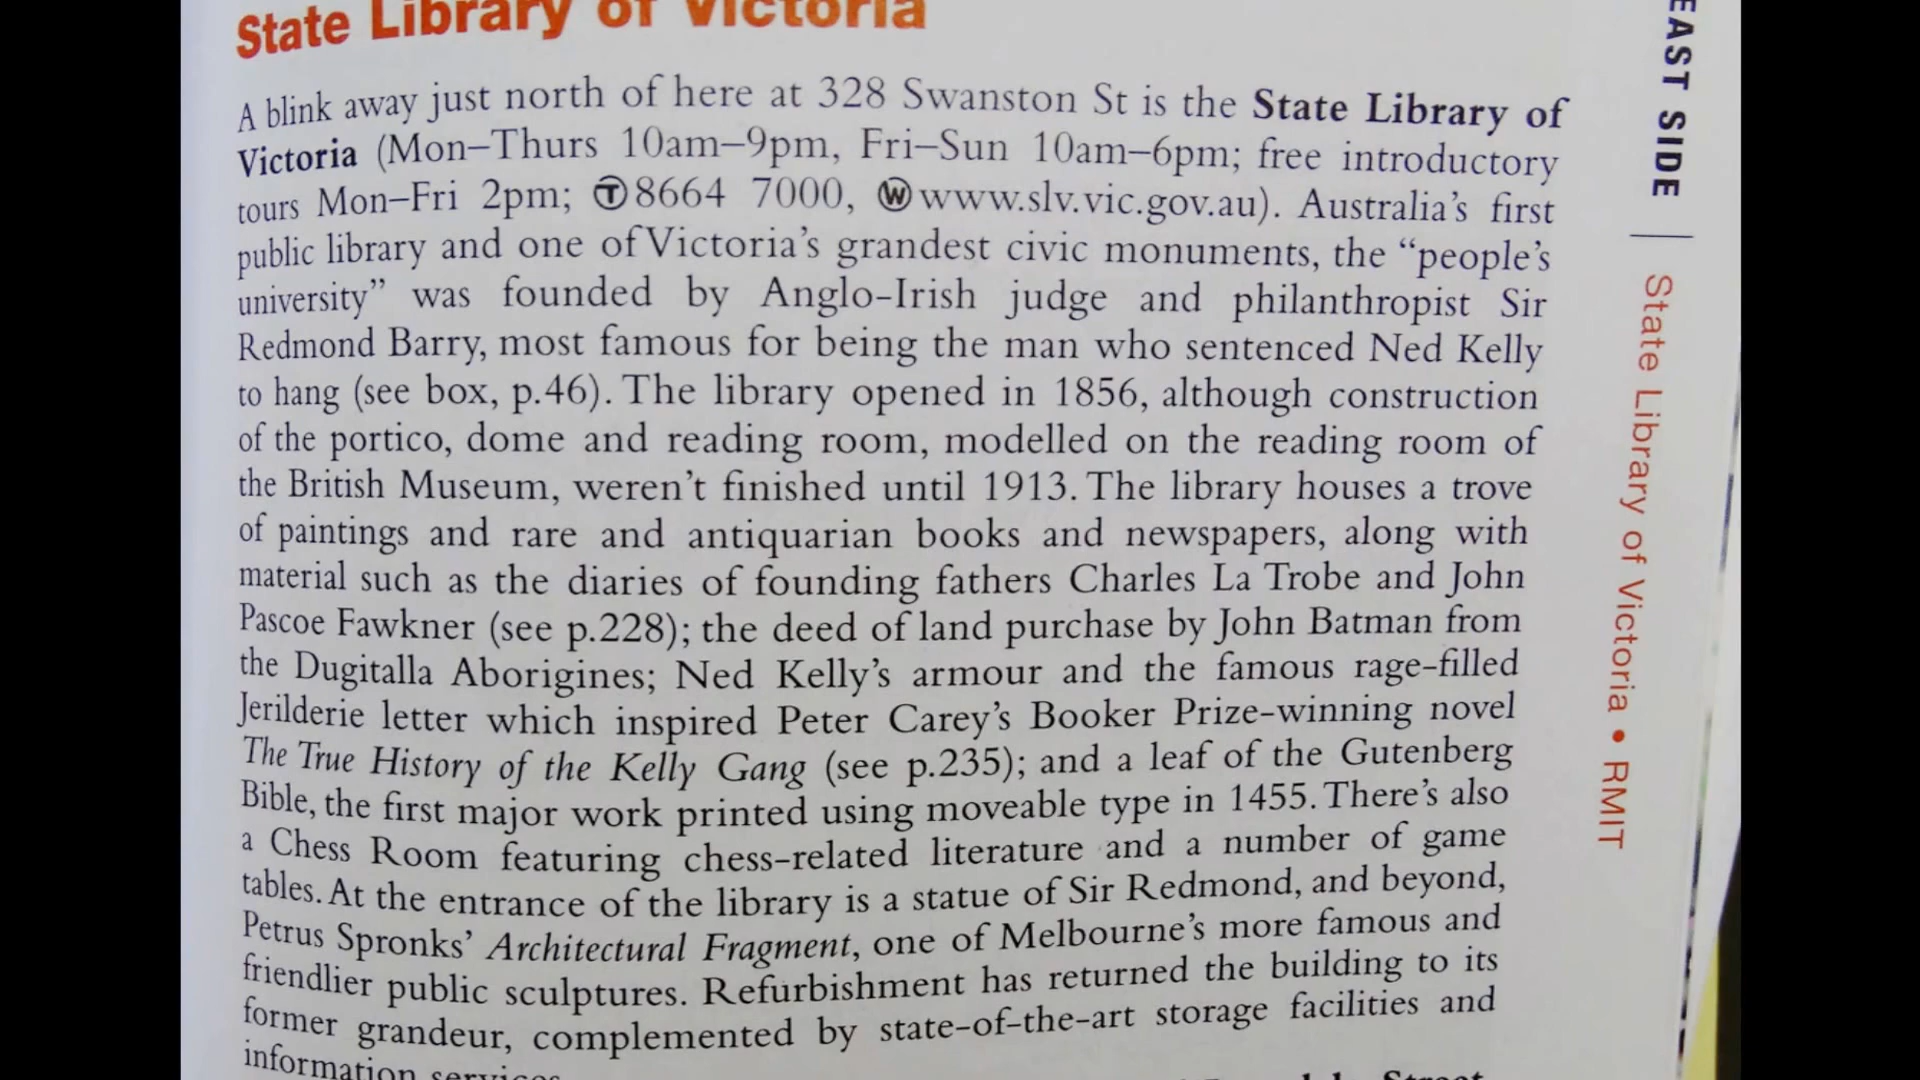 State Library of Victoria
A blink away just north of here at 328 Swanston St is the State Library of
Victoria (Mon–Thurs 10am–9pm, Fri–Sun 10am–6pm; free introductory
tours Mon–Fri 2pm; Ⓣ8664 7000, Ⓦwww.slv.vic.gov.au). Australia's first
public library and one of Victoria's grandest civic monuments, the “people's
university” was founded by Anglo-Irish judge and philanthropist Sir
Redmond Barry, most famous for being the man who sentenced Ned Kelly
to hang (see box, p.46). The library opened in 1856, although construction
of the portico, dome and reading room, modelled on the reading room of
the British Museum, weren't finished until 1913. The library houses a trove
of paintings and rare and antiquarian books and newspapers, along with
material such as the diaries of founding fathers Charles La Trobe and John
Pascoe Fawkner (see p.228); the deed of land purchase by John Batman from
the Dugitalla Aborigines; Ned Kelly's armour and the famous rage-filled
Jerilderie letter which inspired Peter Carey's Booker Prize-winning novel
The True History of the Kelly Gang (see p.235); and a leaf of the Gutenberg
Bible, the first major work printed using moveable type in 1455. There's also
a Chess Room featuring chess-related literature and a number of game
tables. At the entrance of the library is a statue of Sir Redmond, and beyond,
Petrus Spronks' Architectural Fragment, one of Melbourne's more famous and
friendlier public sculptures. Refurbishment has returned the building to its
former grandeur, complemented by state-of-the-art storage facilities and
information services
Street
EAST SIDE | State Library of Victoria • RMIT